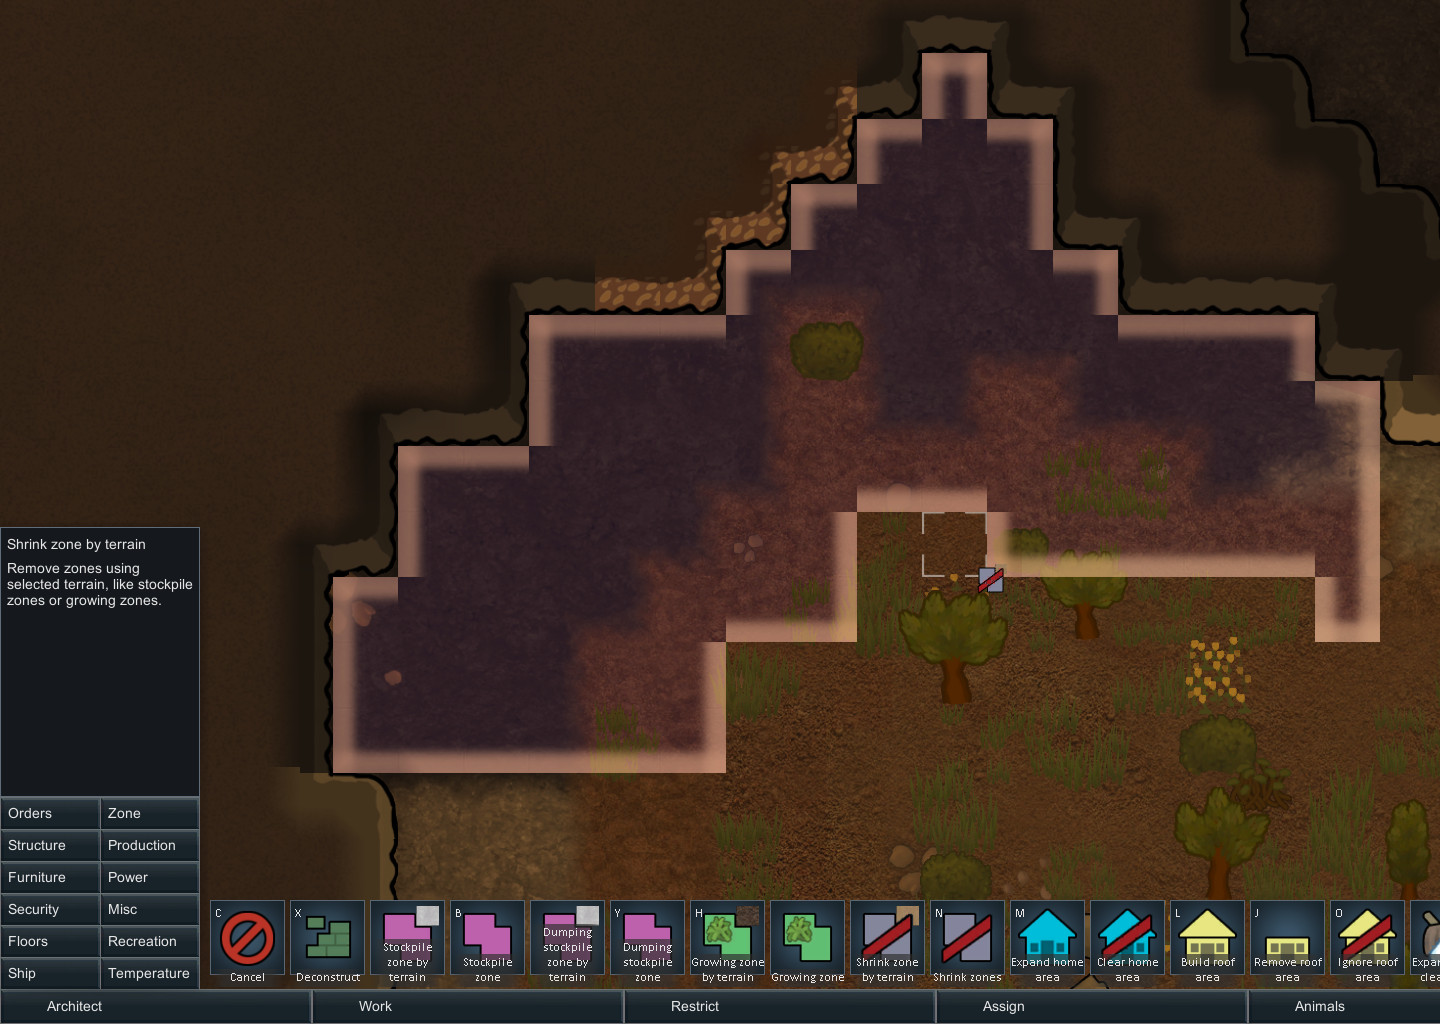 Shrink zone by terrain
Remove zones using
selected terrain, like stockpile
zones or growing zones.
Orders
Zone
Structure
Production
Furniture
Power
Security
Misc
Floors
Recreation
Ship
Temperature
C
Cancel
X
Deconstruct
Stockpile
zone by
terrain
B
Stockpile
zone
Dumping
stockpile
zone by
terrain
Y
Dumping
stockpile
zone
H
Growing zone
by terrain
Growing zone
Shrink zone
by terrain
N
Shrink zones
M
Expand home
area
Clear home
area
L
Build roof
area
J
Remove roof
area
O
Ignore roof
area
Architect
Work
Restrict
Assign
Animals